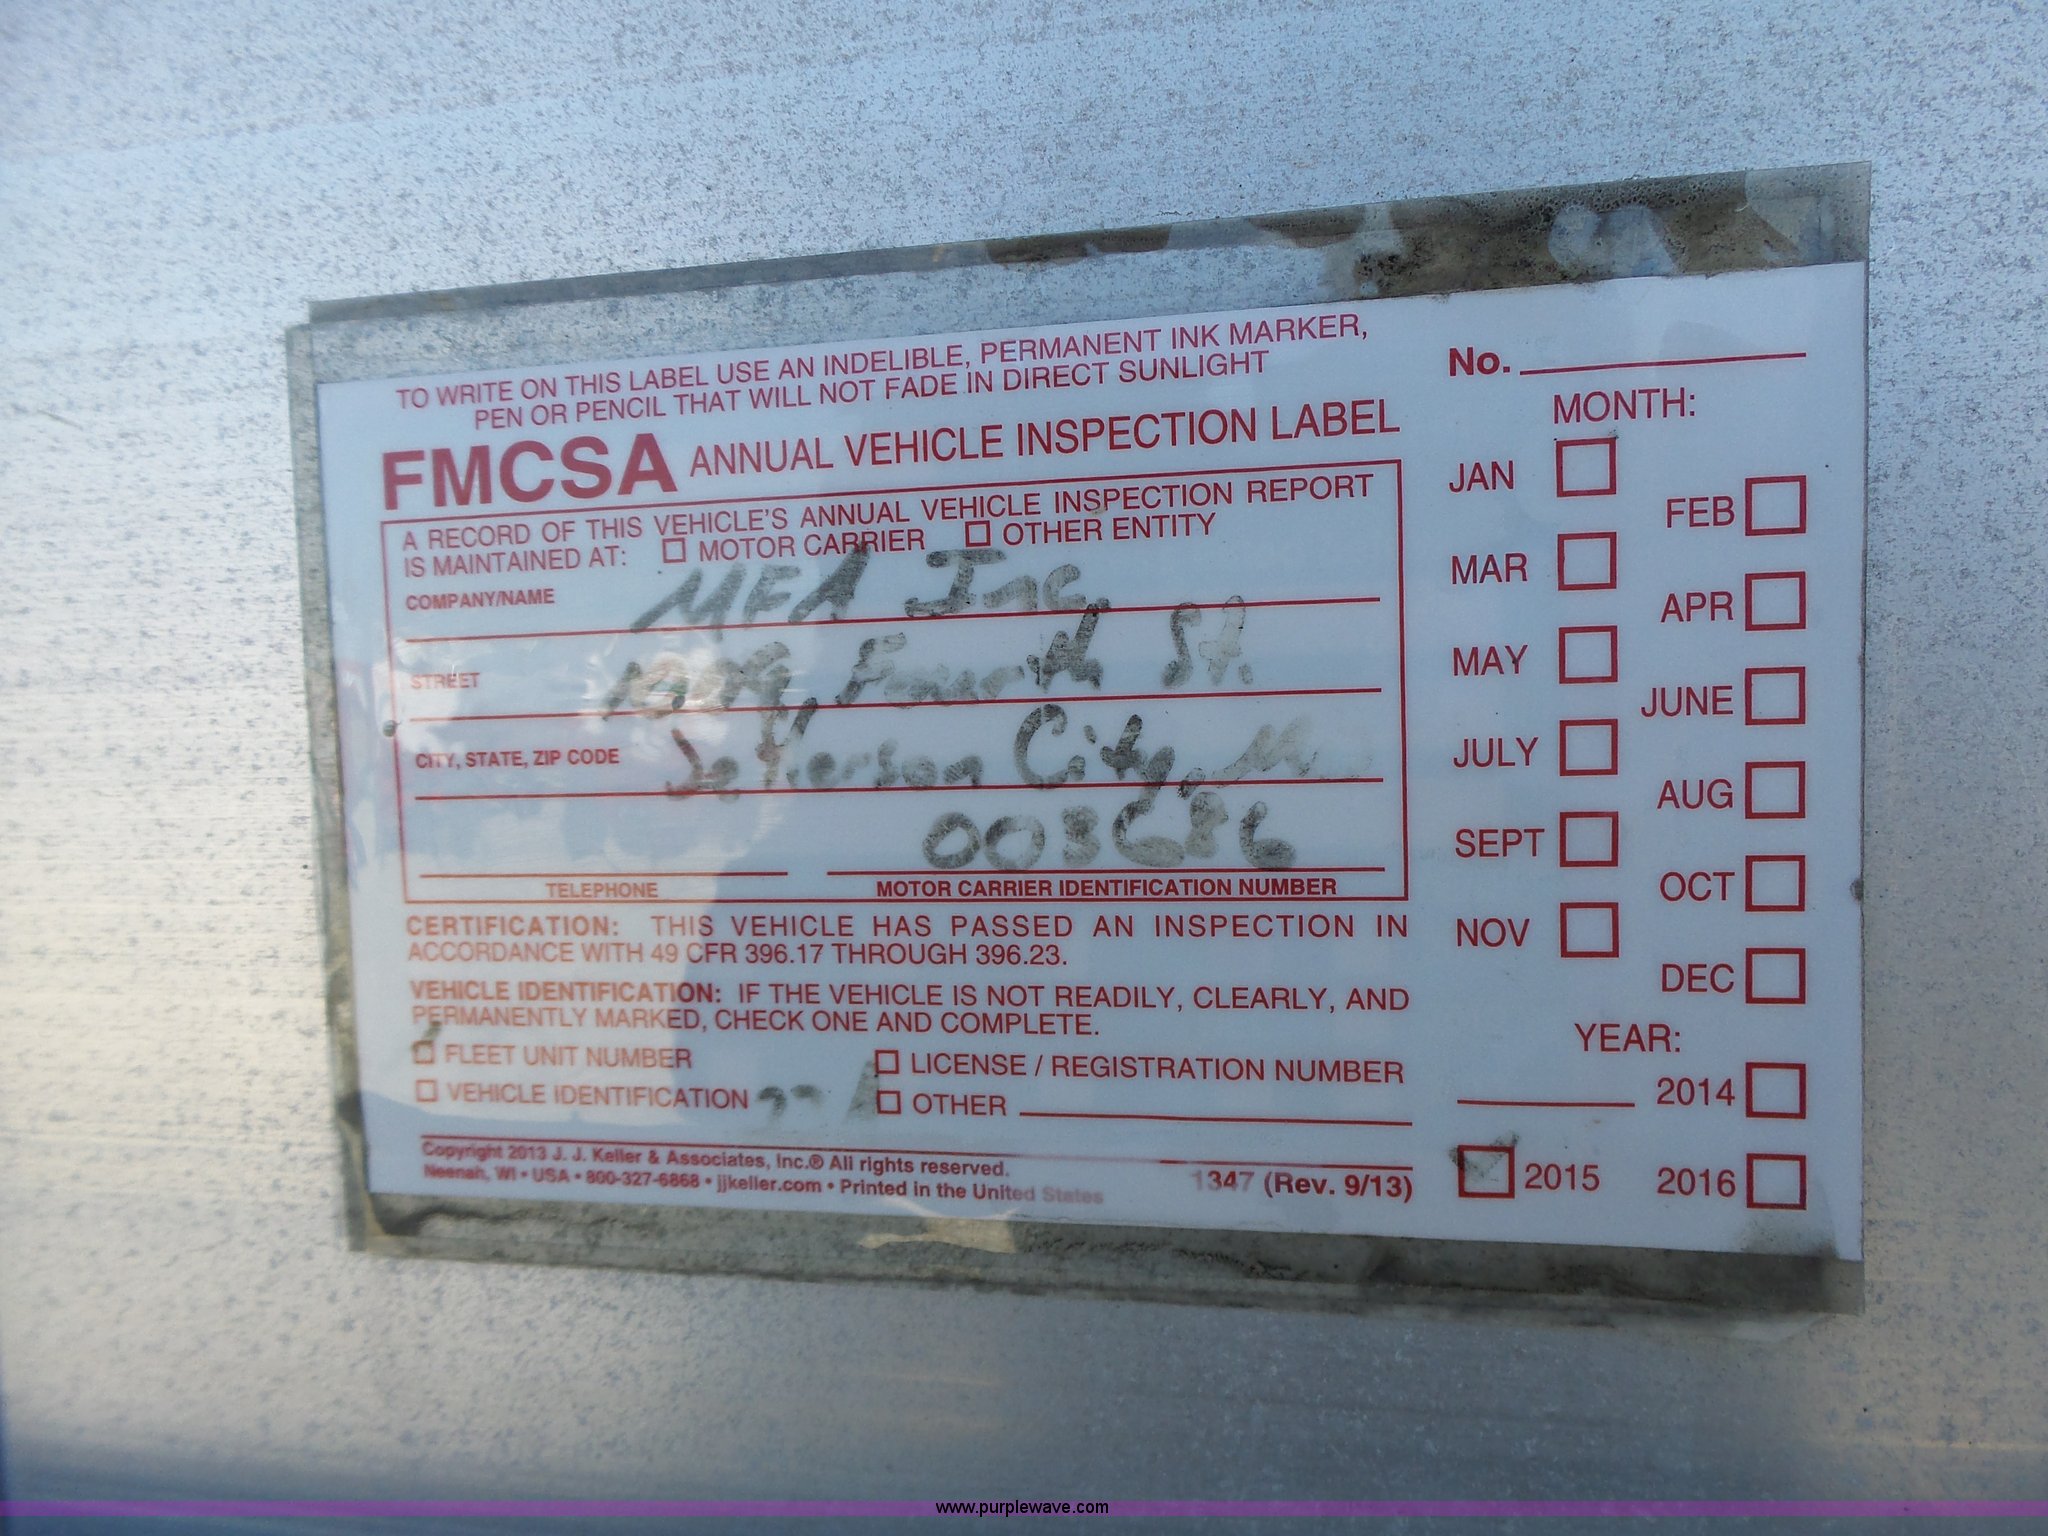 TO WRITE ON THIS LABEL USE AN INDELIBLE, PERMANENT INK MARKER,
PEN OR PENCIL THAT WILL NOT FADE IN DIRECT SUNLIGHT
FMCSA ANNUAL VEHICLE INSPECTION LABEL
A RECORD OF THIS VEHICLE'S ANNUAL VEHICLE INSPECTION REPORT
IS MAINTAINED AT: MOTOR CARRIER OTHER ENTITY
COMPANY/NAME MFA Inc.
STREET Fourth St.
CITY, STATE, ZIP CODE Jefferson City,
003686
TELEPHONE MOTOR CARRIER IDENTIFICATION NUMBER
CERTIFICATION: THIS VEHICLE HAS PASSED AN INSPECTION IN
ACCORDANCE WITH 49 CFR 396.17 THROUGH 396.23.
VEHICLE IDENTIFICATION: IF THE VEHICLE IS NOT READILY, CLEARLY, AND
PERMANENTLY MARKED, CHECK ONE AND COMPLETE.
FLEET UNIT NUMBER LICENSE / REGISTRATION NUMBER
VEHICLE IDENTIFICATION OTHER
Copyright 2013 J. J. Keller & Associates, Inc.® All rights reserved.
Neenah, WI • USA • 800-327-6868 • jjkeller.com • Printed in the United States 1347 (Rev. 9/13)
No.
MONTH:
JAN
FEB
MAR
APR
MAY
JUNE
JULY
AUG
SEPT
OCT
NOV
DEC
YEAR:
2014
2015 2016
www.purplewave.com